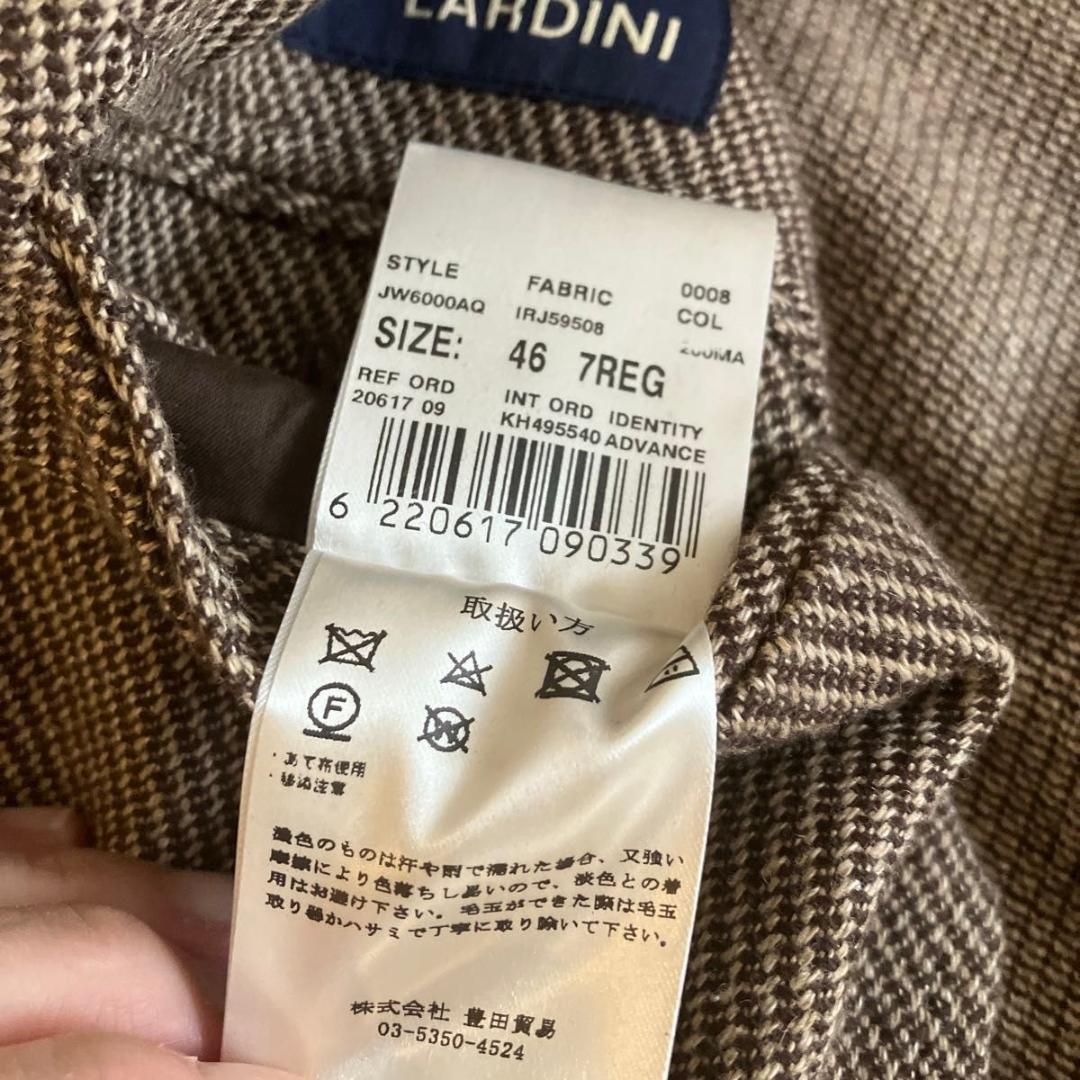 LARDINI
STYLE FABRIC 0008
JW6000AQ IRJ59508 COL
SIZE: 46 7REG
REF ORD INT ORD IDENTITY
20617 09 KH495540 ADVANCE
6 220617 090339
取扱い方
F
W
・あて布使用
・移染注意
濃色のものは汗や雨で濡れた場合、又強い
摩擦により色落ちし易いので、淡色との着
用はお避け下さい。毛玉ができた際は毛玉
取り器かハサミで丁寧に取り除いて下さい。
株式会社 豊田貿易
03-5350-4524